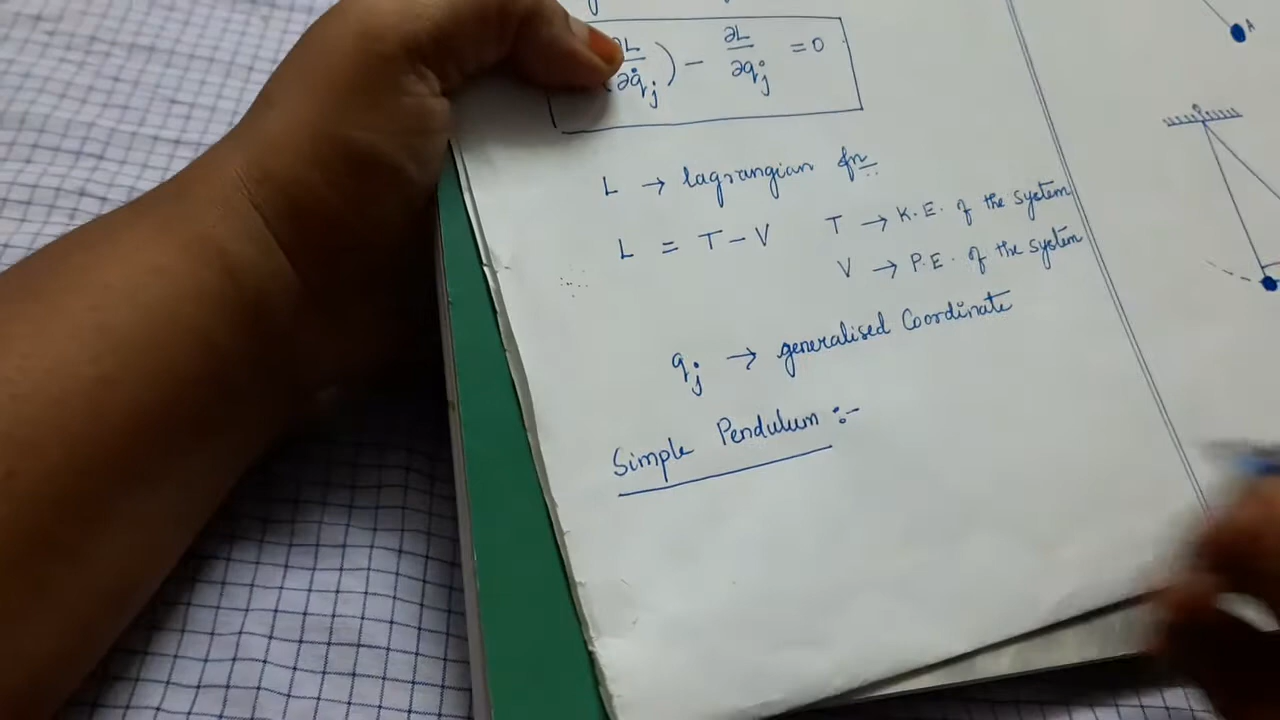 ∂L/∂q̇j) − ∂L/∂qj = 0
L → lagrangian fn
L = T − V T → K.E. of the system
V → P.E. of the system
qj → generalised Coordinate
Simple Pendulum :-
A